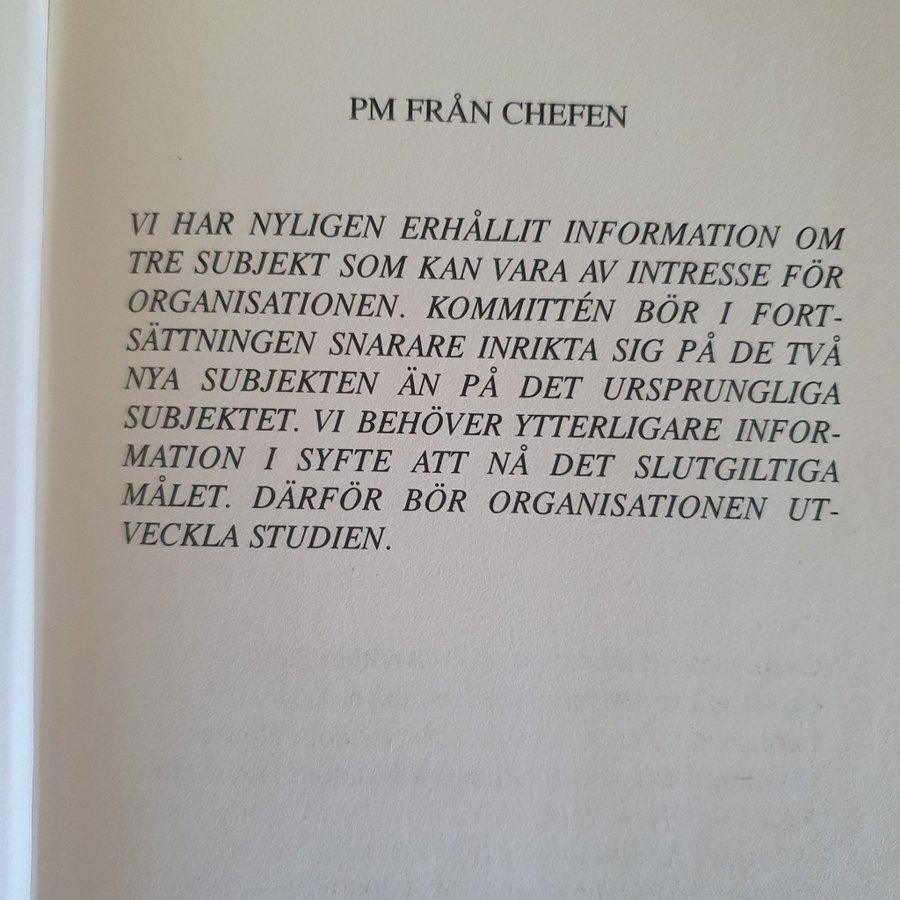 PM FRÅN CHEFEN
VI HAR NYLIGEN ERHÅLLIT INFORMATION OM
TRE SUBJEKT SOM KAN VARA AV INTRESSE FÖR
ORGANISATIONEN. KOMMITTÉN BÖR I FORT-
SÄTTNINGEN SNARARE INRIKTA SIG PÅ DE TVÅ
NYA SUBJEKTEN ÄN PÅ DET URSPRUNGLIGA
SUBJEKTET. VI BEHÖVER YTTERLIGARE INFOR-
MATION I SYFTE ATT NÅ DET SLUTGILTIGA
MÅLET. DÄRFÖR BÖR ORGANISATIONEN UT-
VECKLA STUDIEN.